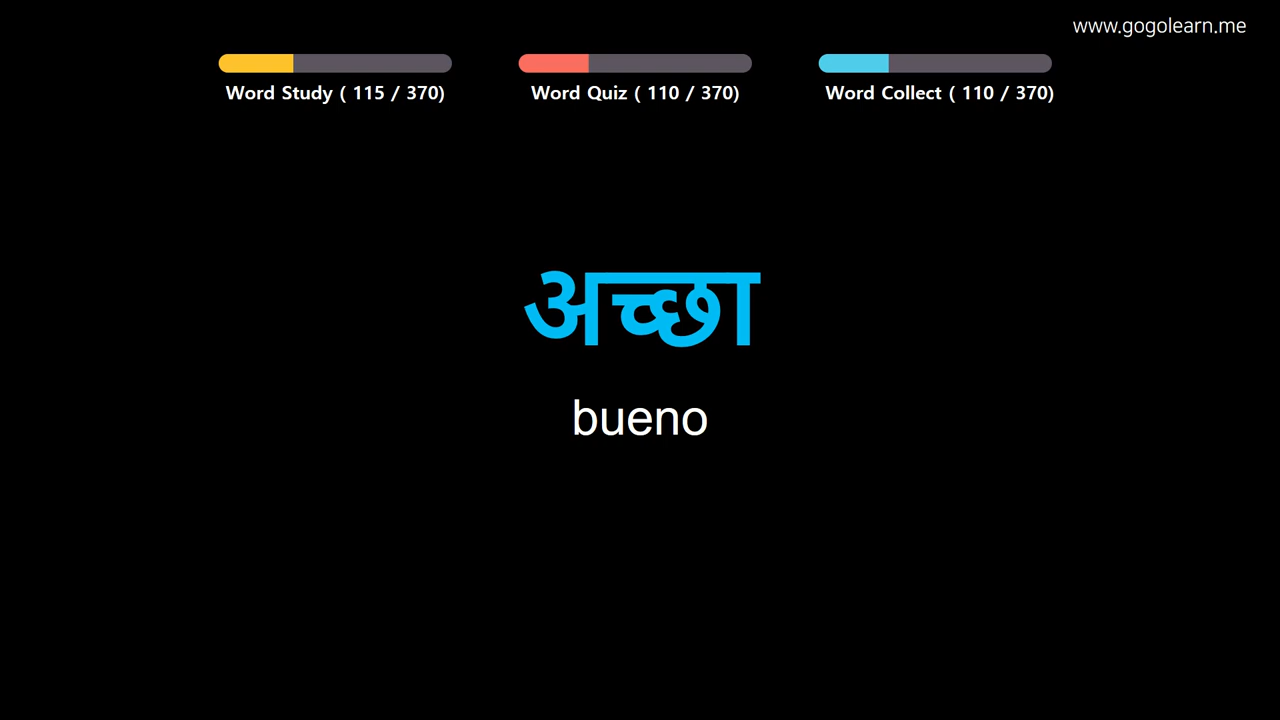 www.gogolearn.me
Word Study ( 115 / 370)
Word Quiz ( 110 / 370)
Word Collect ( 110 / 370)
अच्छा
bueno